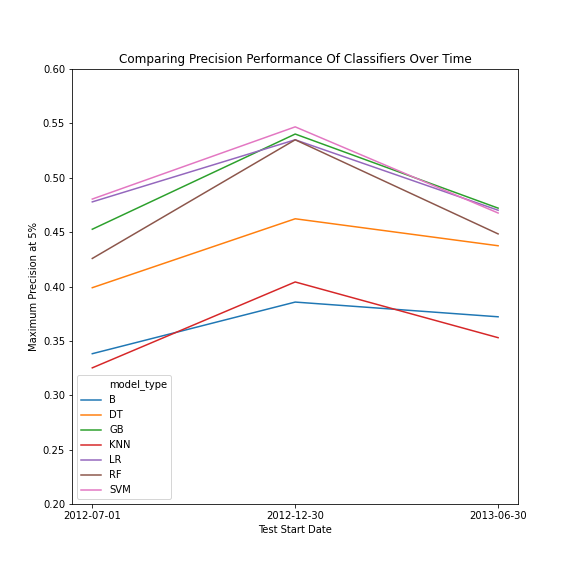 Comparing Precision Performance Of Classifiers Over Time
0.60
0.55
0.50
0.45
0.40
0.35
0.30
0.25
0.20
Maximum Precision at 5%
model_type
B
DT
GB
KNN
LR
RF
SVM
2012-07-01 2012-12-30 2013-06-30
Test Start Date